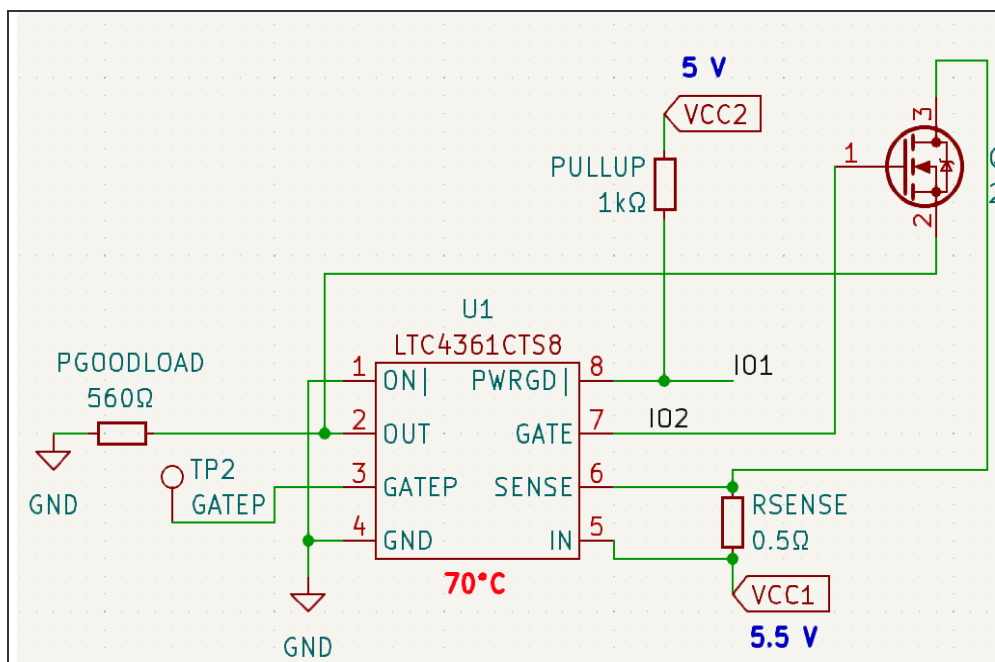 5 V
VCC2
3
PULLUP
1kΩ
1
2
U1
LTC4361CTS8
PGOODLOAD
560Ω
1
ON|
PWRGD|
8
IO1
2
OUT
GATE
7
IO2
TP2
GATEP
3
GATEP
SENSE
6
RSENSE
0.5Ω
GND
4
GND
IN
5
70°C
VCC1
5.5 V
GND